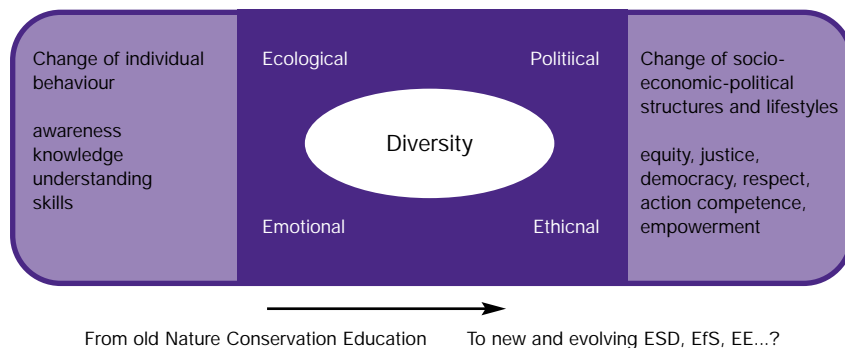 Change of individual
behaviour
awareness
knowledge
understanding
skills
Ecological
Politiical
Diversity
Emotional
Ethicnal
Change of socio-
economic-political
structures and lifestyles
equity, justice,
democracy, respect,
action competence,
empowerment
From old Nature Conservation Education
To new and evolving ESD, EfS, EE...?